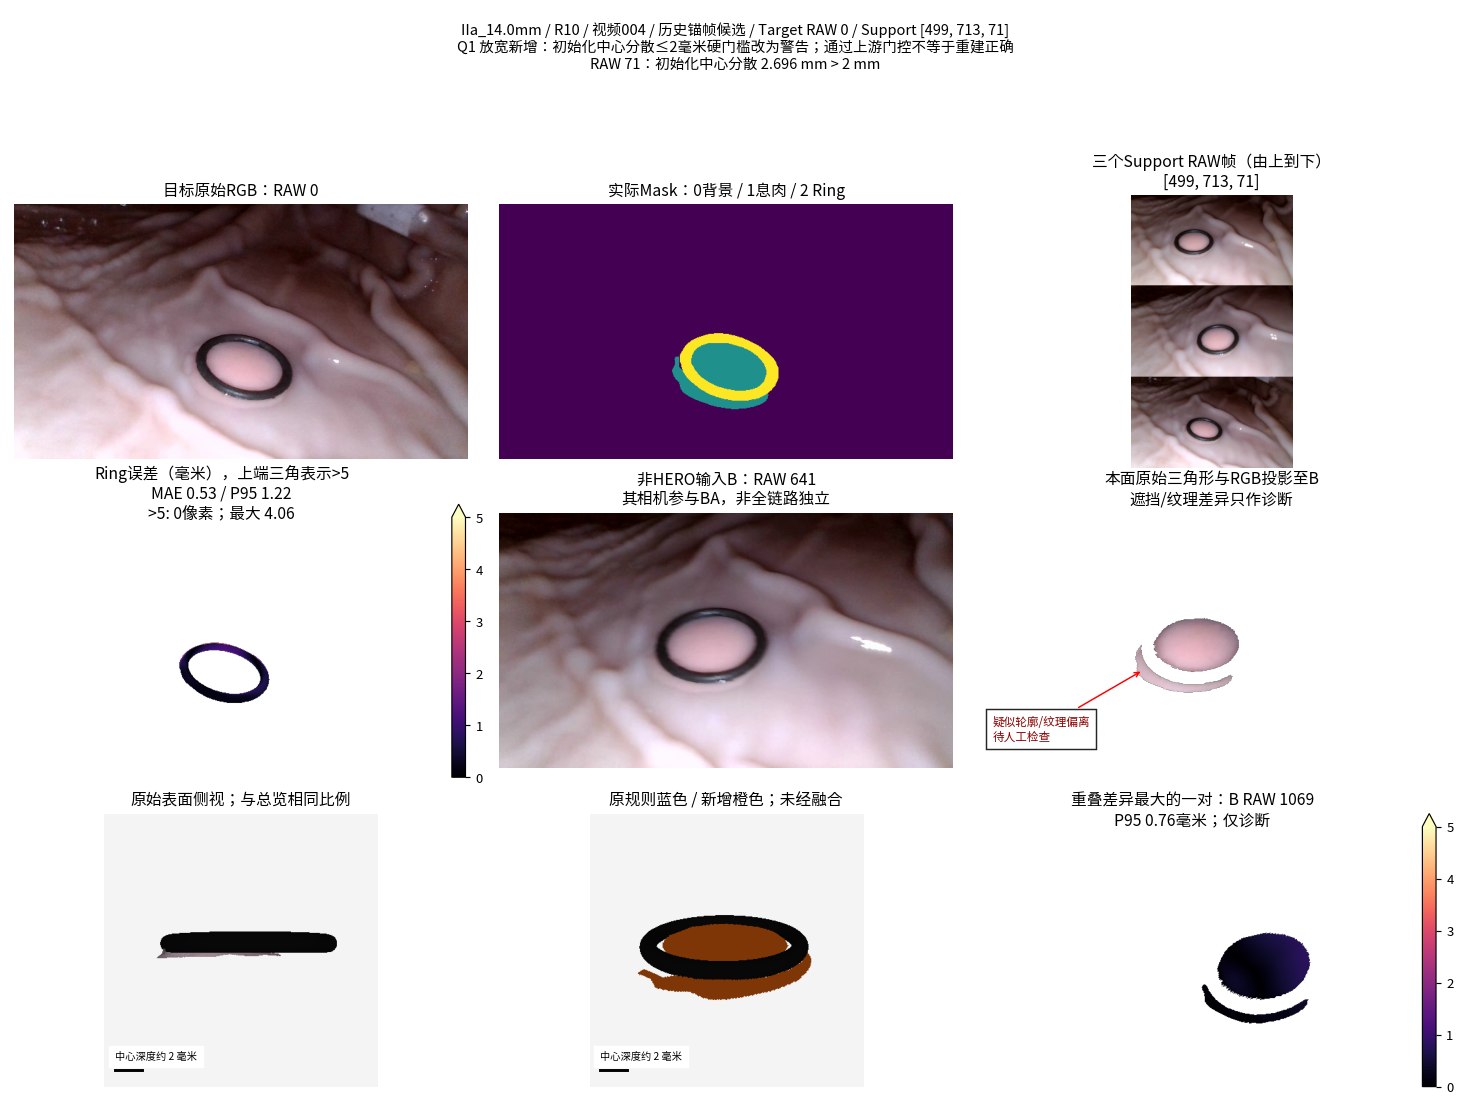 IIa_14.0mm / R10 / 视频004 / 历史锚帧候选 / Target RAW 0 / Support [499, 713, 71]
Q1 放宽新增：初始化中心分散≤2毫米硬门槛改为警告；通过上游门控不等于重建正确
RAW 71：初始化中心分散 2.696 mm > 2 mm
目标原始RGB：RAW 0
实际Mask：0背景 / 1息肉 / 2 Ring
三个Support RAW帧（由上到下）
[499, 713, 71]
Ring误差（毫米），上端三角表示>5
MAE 0.53 / P95 1.22
>5: 0像素；最大 4.06
5
4
3
2
1
0
非HERO输入B：RAW 641
其相机参与BA，非全链路独立
本面原始三角形与RGB投影至B
遮挡/纹理差异只作诊断
疑似轮廓/纹理偏离
待人工检查
原始表面侧视；与总览相同比例
中心深度约 2 毫米
原规则蓝色 / 新增橙色；未经融合
中心深度约 2 毫米
重叠差异最大的一对：B RAW 1069
P95 0.76毫米；仅诊断
5
4
3
2
1
0